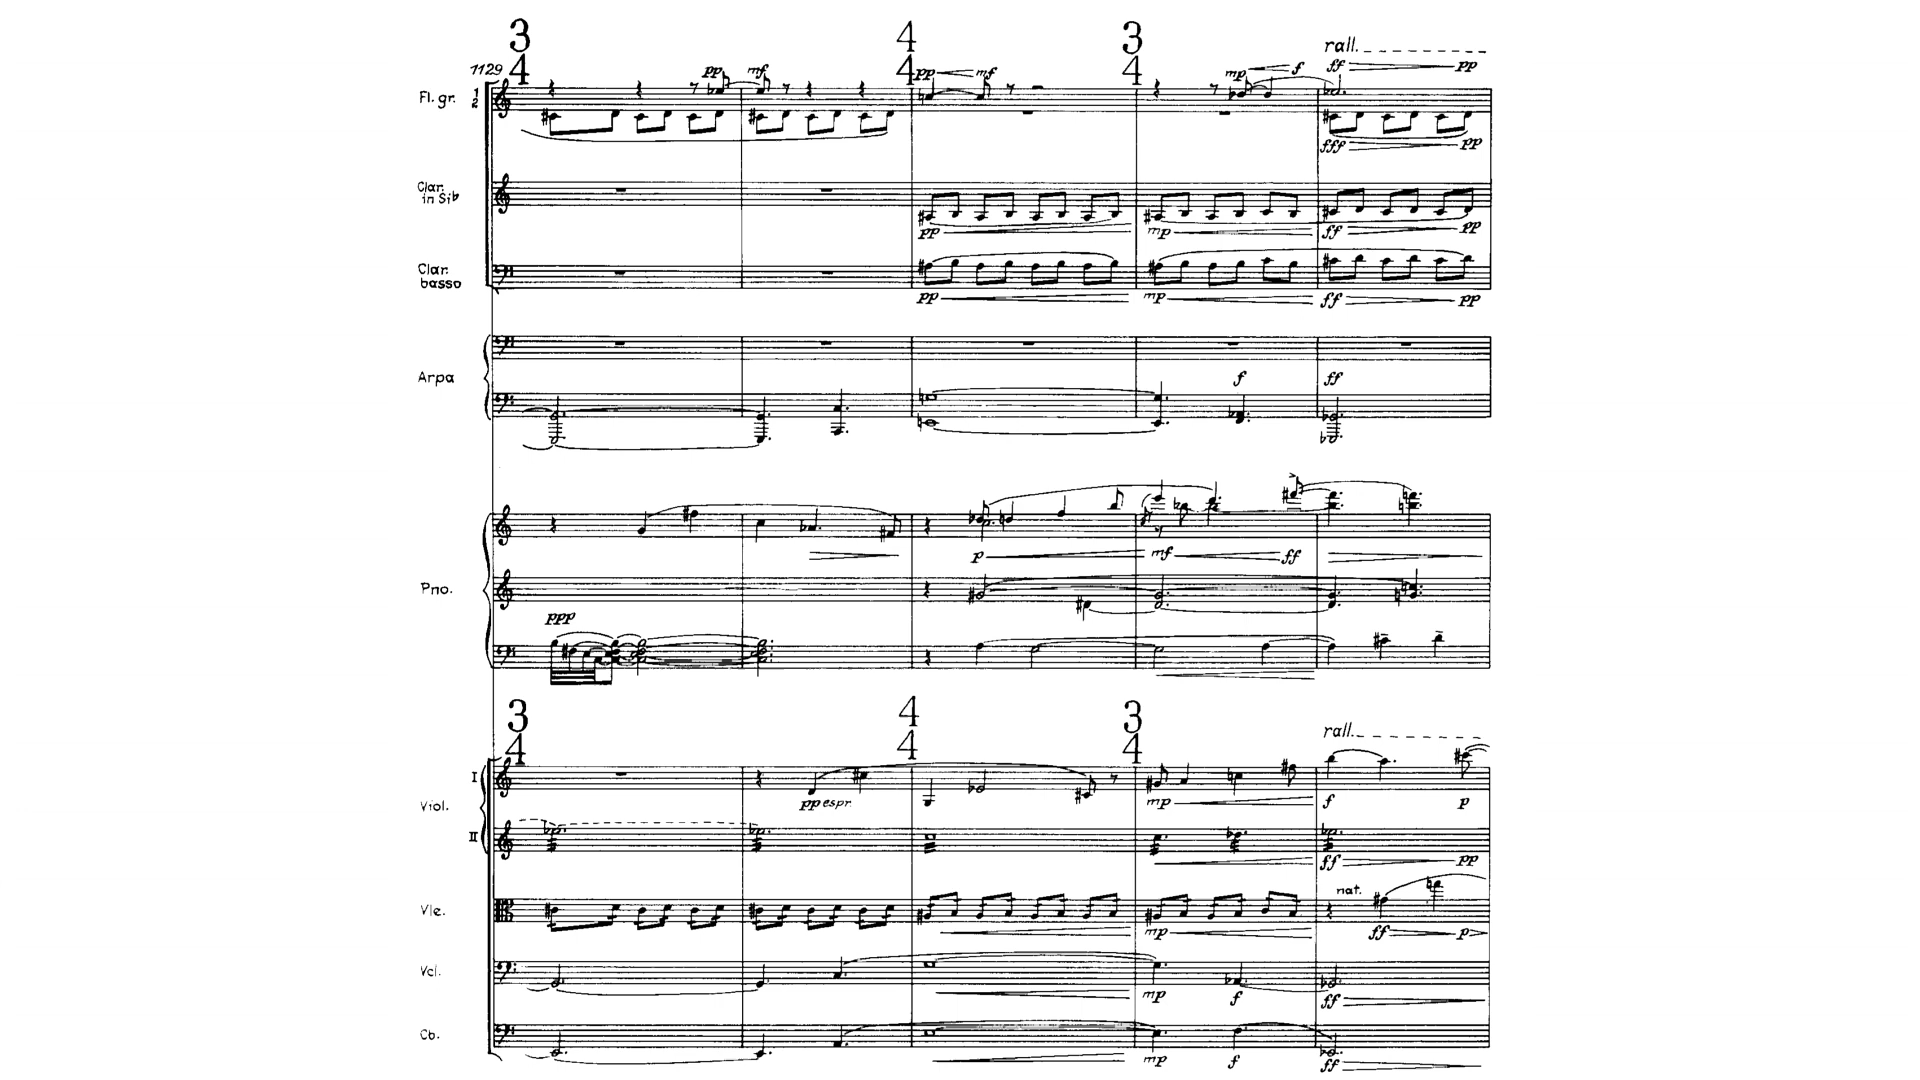 3 4 4 4 3 4 rall.
1129 pp mf pp mf mp f ff pp
Fl. gr. 1 2
fff pp
Clar. in Sib
pp mp ff pp
Clar. basso
pp mp ff pp
Arpa
f ff
p mf ff
Pno.
ppp
3 4 4 4 3 4 rall.
I
pp espr. mp f p
Viol.
II
ff pp
nat.
Vle.
mp ff p
Vcl.
mp f ff
Cb.
mp f ff